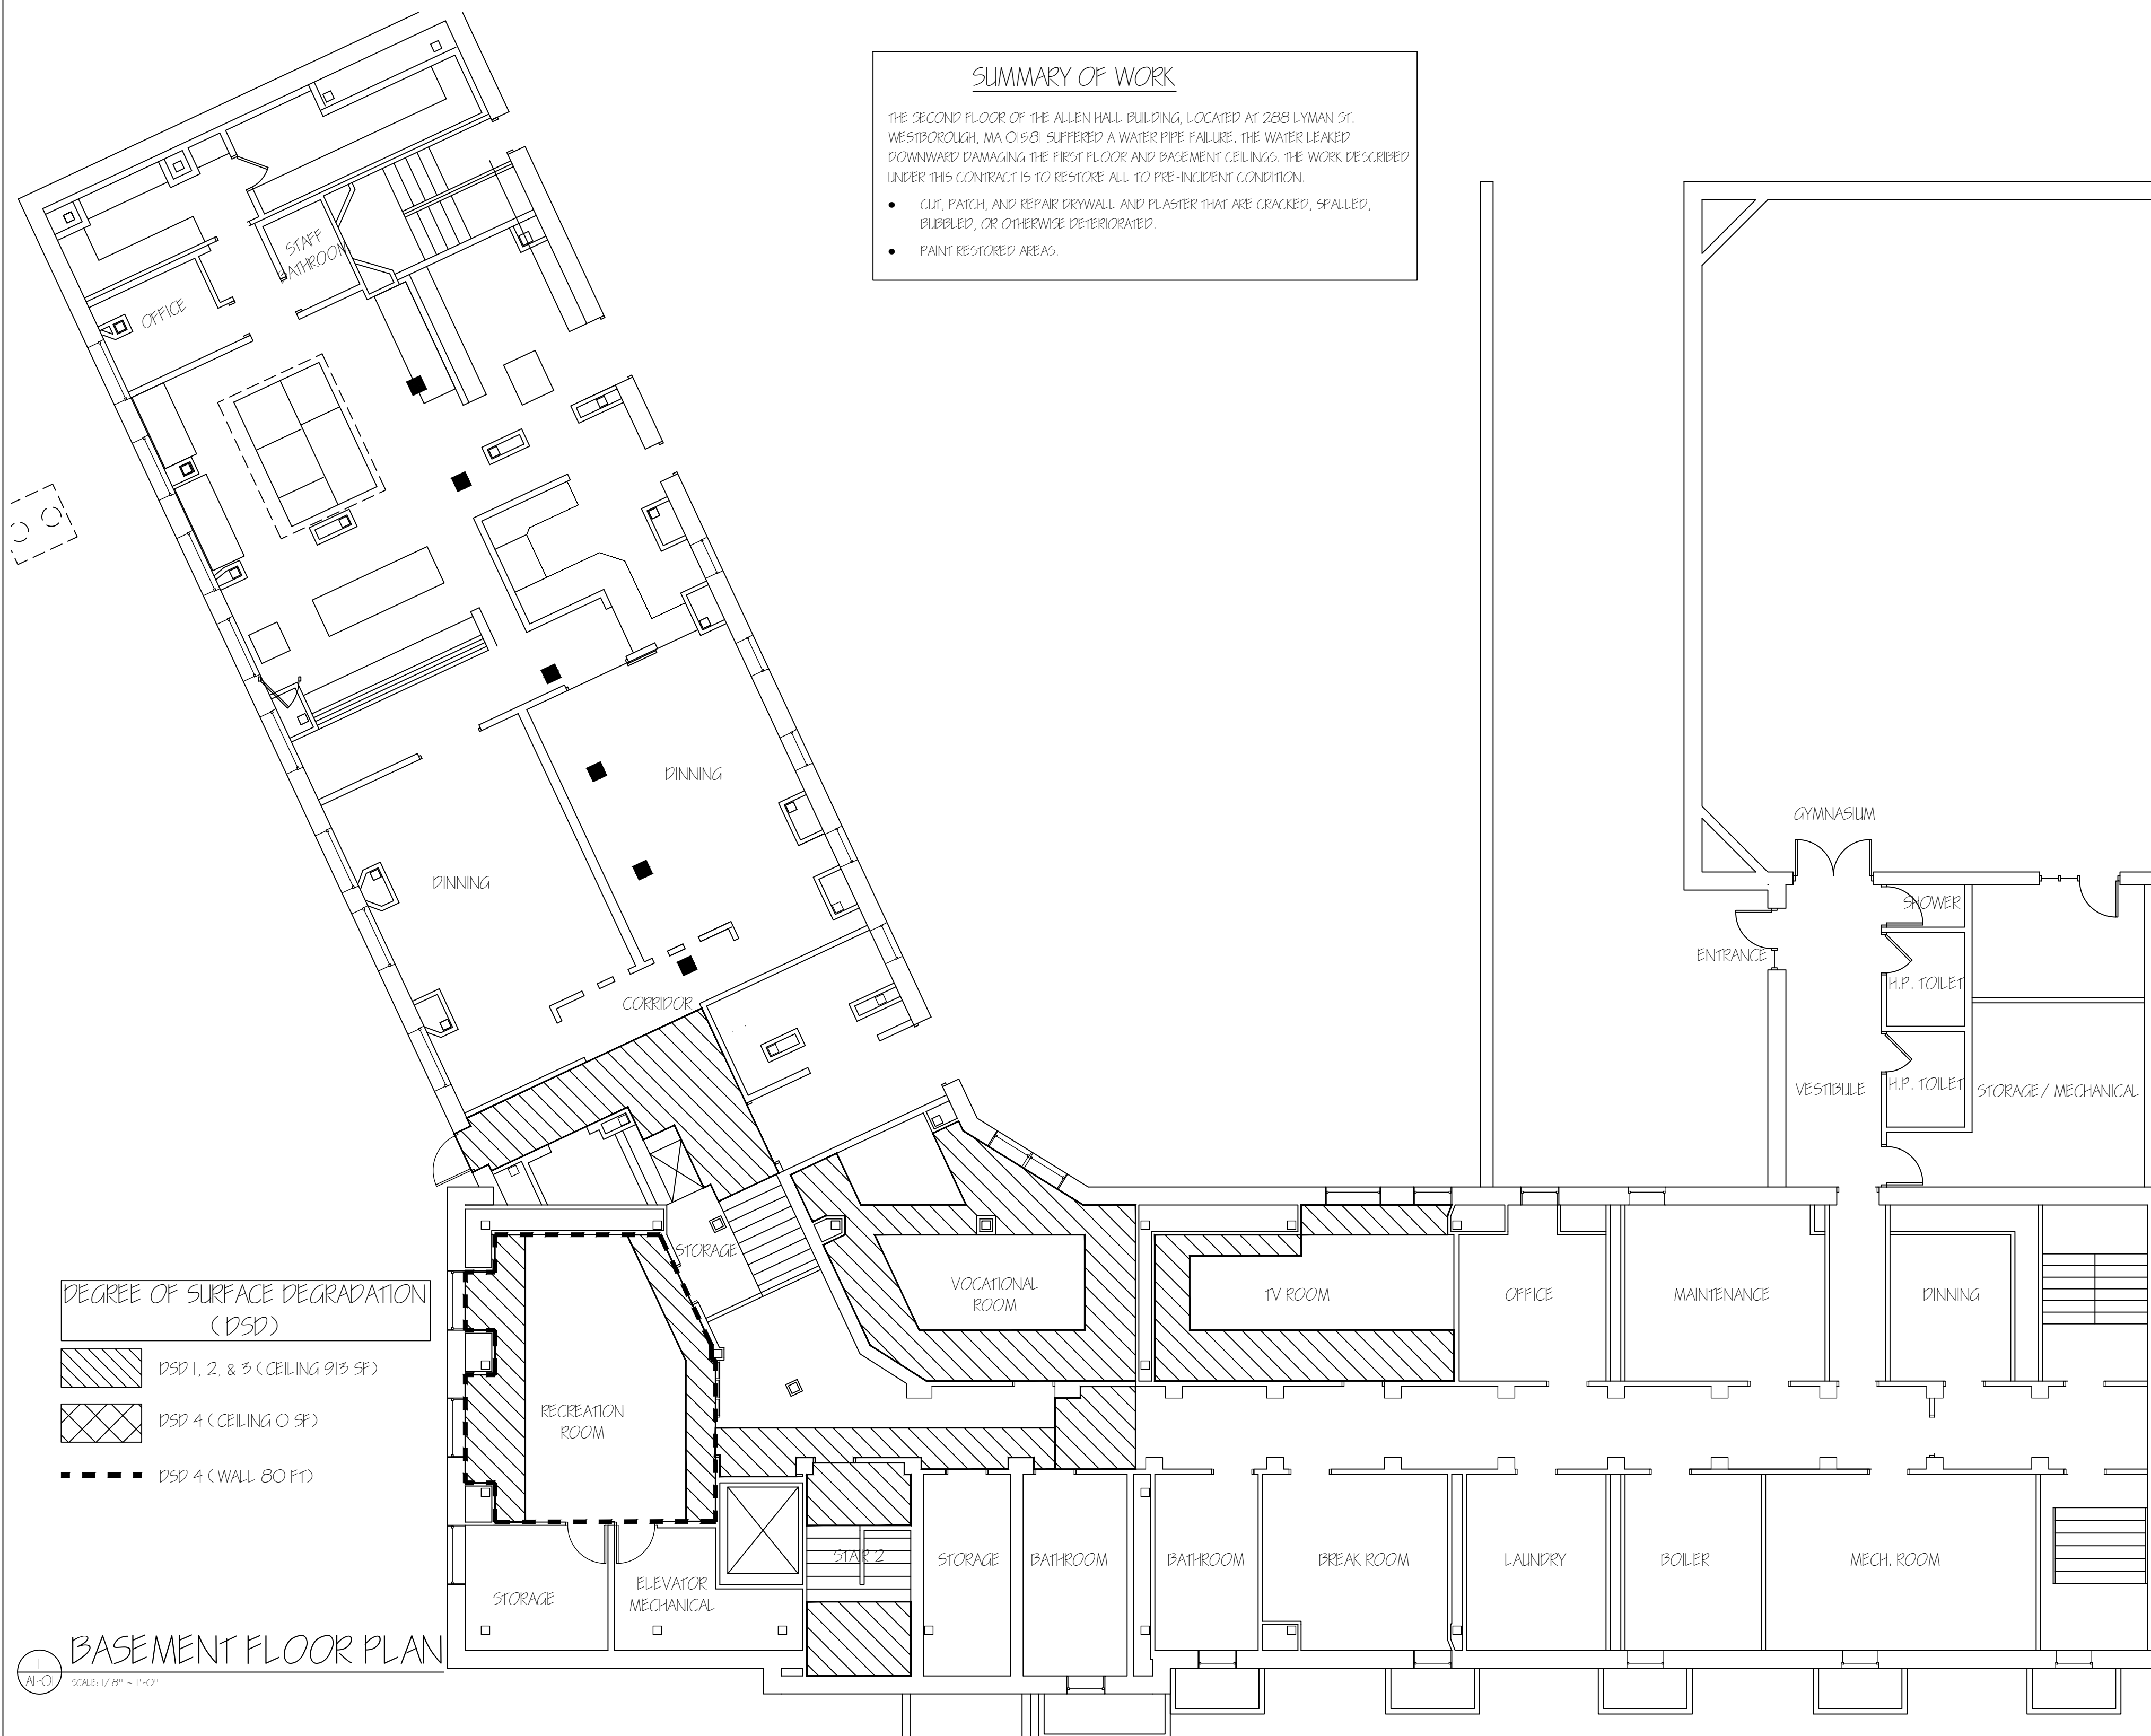 SUMMARY OF WORK
THE SECOND FLOOR OF THE ALLEN HALL BUILDING, LOCATED AT 288 LYMAN ST.
WESTBOROUGH, MA 01581 SUFFERED A WATER PIPE FAILURE. THE WATER LEAKED
DOWNWARD DAMAGING THE FIRST FLOOR AND BASEMENT CEILINGS. THE WORK DESCRIBED
UNDER THIS CONTRACT IS TO RESTORE ALL TO PRE-INCIDENT CONDITION.
• CUT, PATCH, AND REPAIR DRYWALL AND PLASTER THAT ARE CRACKED, SPALLED,
BUBBLED, OR OTHERWISE DETERIORATED.
• PAINT RESTORED AREAS.
STAFF
BATHROOM
OFFICE
DINNING
DINNING
CORRIDOR
GYMNASIUM
SHOWER
ENTRANCE
H.P. TOILET
VESTIBULE
H.P. TOILET
STORAGE/ MECHANICAL
STORAGE
VOCATIONAL
ROOM
TV ROOM
OFFICE
MAINTENANCE
DINNING
DEGREE OF SURFACE DEGRADATION
(DSD)
DSD 1, 2, & 3 (CEILING 913 SF)
DSD 4 (CEILING 0 SF)
DSD 4 (WALL 80 FT)
RECREATION
ROOM
STORAGE
ELEVATOR
MECHANICAL
STAIR 2
STORAGE
BATHROOM
BATHROOM
BREAK ROOM
LAUNDRY
BOILER
MECH. ROOM
1
A1-01
BASEMENT FLOOR PLAN
SCALE: 1/8" = 1'-0"